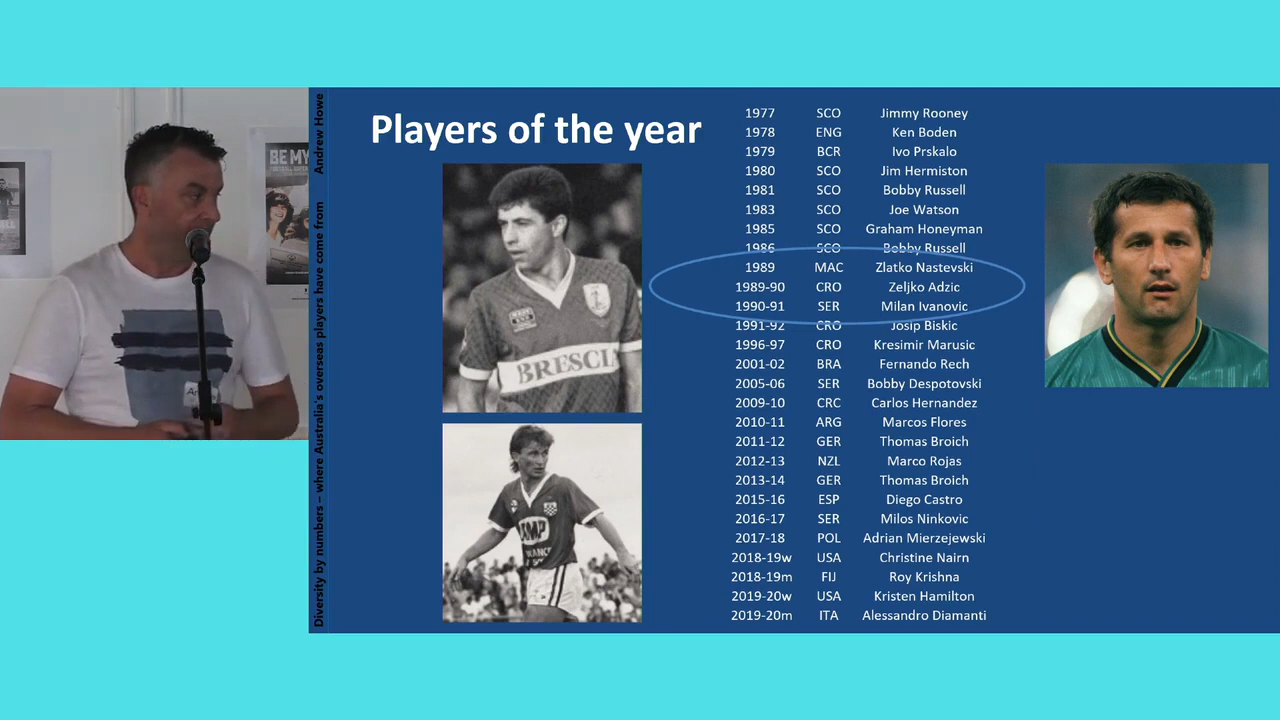 BE MY
Diversity by numbers – where Australia's overseas players have come from Andrew Howe
Players of the year
BRESCIA
1977 SCO Jimmy Rooney
1978 ENG Ken Boden
1979 BCR Ivo Prskalo
1980 SCO Jim Hermiston
1981 SCO Bobby Russell
1983 SCO Joe Watson
1985 SCO Graham Honeyman
1986 SCO Bobby Russell
1989 MAC Zlatko Nastevski
1989-90 CRO Zeljko Adzic
1990-91 SER Milan Ivanovic
1991-92 CRO Josip Biskic
1996-97 CRO Kresimir Marusic
2001-02 BRA Fernando Rech
2005-06 SER Bobby Despotovski
2009-10 CRC Carlos Hernandez
2010-11 ARG Marcos Flores
2011-12 GER Thomas Broich
2012-13 NZL Marco Rojas
2013-14 GER Thomas Broich
2015-16 ESP Diego Castro
2016-17 SER Milos Ninkovic
2017-18 POL Adrian Mierzejewski
2018-19w USA Christine Nairn
2018-19m FIJ Roy Krishna
2019-20w USA Kristen Hamilton
2019-20m ITA Alessandro Diamanti